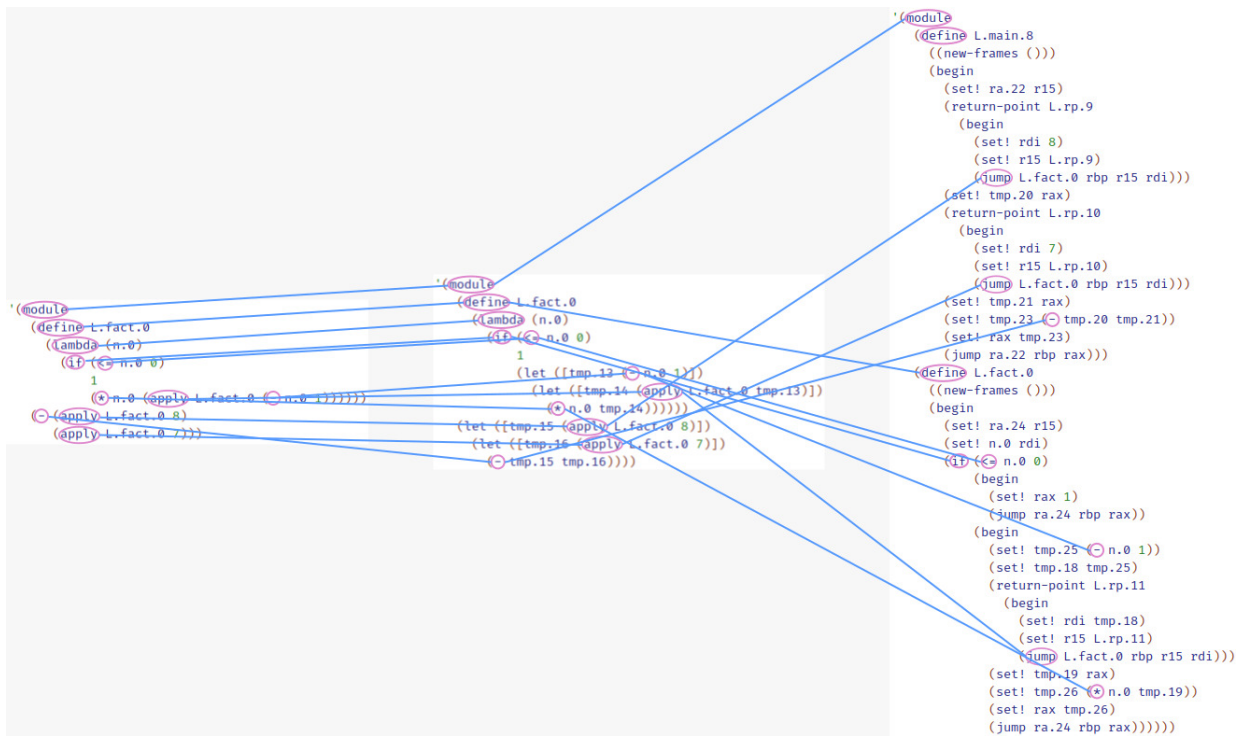 '(module
(define L.fact.0
(lambda (n.0)
(if (<= n.0 0)
1
(* n.0 (apply L.fact.0 (- n.0 1))))))
(- (apply L.fact.0 8)
(apply L.fact.0 7)))
'(module
(define L.fact.0
(lambda (n.0)
(if (<= n.0 0)
1
(let ([tmp.13 (- n.0 1)])
(let ([tmp.14 (apply L.fact.0 tmp.13)])
(* n.0 tmp.14))))))
(let ([tmp.15 (apply L.fact.0 8)])
(let ([tmp.16 (apply L.fact.0 7)])
(- tmp.15 tmp.16))))
'(module
(define L.main.8
((new-frames ()))
(begin
(set! ra.22 r15)
(return-point L.rp.9
(begin
(set! rdi 8)
(set! r15 L.rp.9)
(jump L.fact.0 rbp r15 rdi)))
(set! tmp.20 rax)
(return-point L.rp.10
(begin
(set! rdi 7)
(set! r15 L.rp.10)
(jump L.fact.0 rbp r15 rdi)))
(set! tmp.21 rax)
(set! tmp.23 (- tmp.20 tmp.21))
(set! rax tmp.23)
(jump ra.22 rbp rax)))
(define L.fact.0
((new-frames ()))
(begin
(set! ra.24 r15)
(set! n.0 rdi)
(if (<= n.0 0)
(begin
(set! rax 1)
(jump ra.24 rbp rax))
(begin
(set! tmp.25 (- n.0 1))
(set! tmp.18 tmp.25)
(return-point L.rp.11
(begin
(set! rdi tmp.18)
(set! r15 L.rp.11)
(jump L.fact.0 rbp r15 rdi)))
(set! tmp.19 rax)
(set! tmp.26 (* n.0 tmp.19))
(set! rax tmp.26)
(jump ra.24 rbp rax))))))